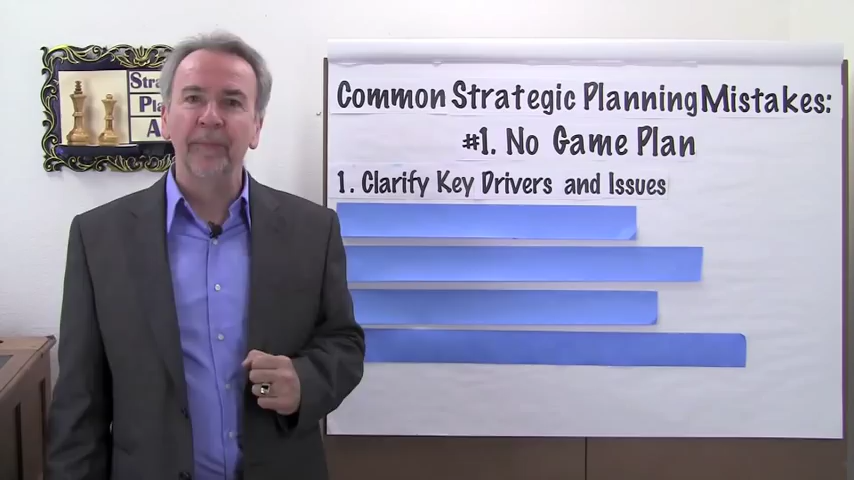 Common Strategic Planning Mistakes:
#1. No Game Plan
1. Clarify Key Drivers and Issues